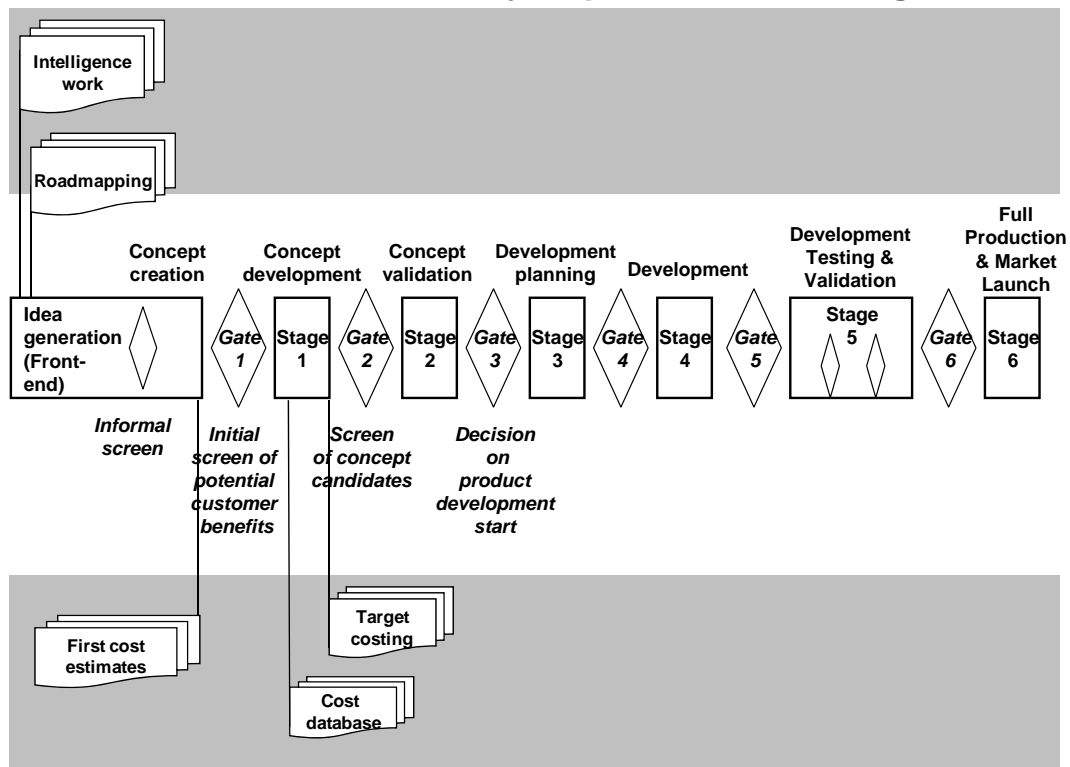 Intelligence
work
Roadmapping
Concept
creation
Concept
development
Concept
validation
Development
planning
Development
Development
Testing &
Validation
Full
Production
& Market
Launch
Idea
generation
(Front-
end)
Gate
1
Stage
1
Gate
2
Stage
2
Gate
3
Stage
3
Gate
4
Stage
4
Gate
5
Stage
5
Gate
6
Stage
6
Informal
screen
Initial
screen of
potential
customer
benefits
Screen
of concept
candidates
Decision
on
product
development
start
First cost
estimates
Target
costing
Cost
database